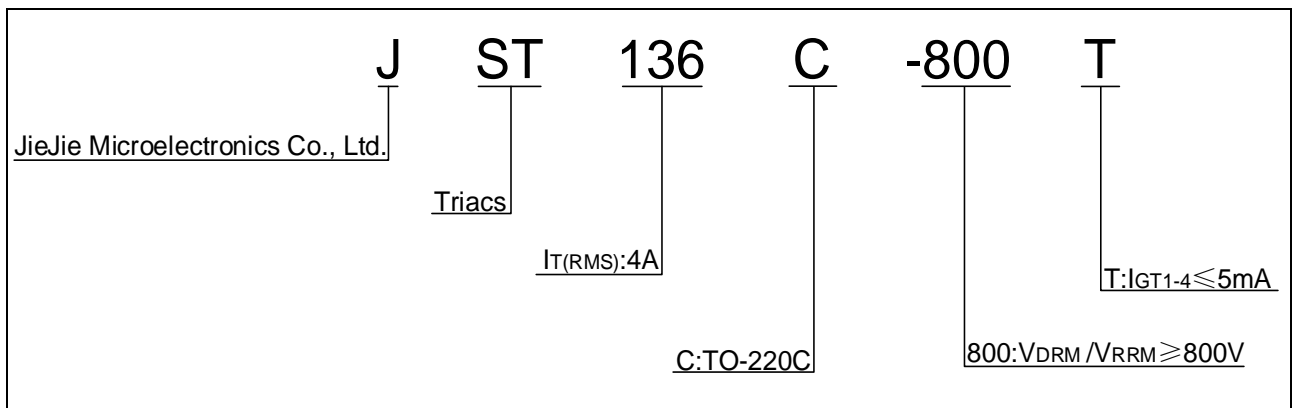 J ST 136 C -800 T
JieJie Microelectronics Co., Ltd.
Triacs
IT(RMS):4A
T:IGT1-4≤5mA
C:TO-220C
800:VDRM /VRRM≥800V